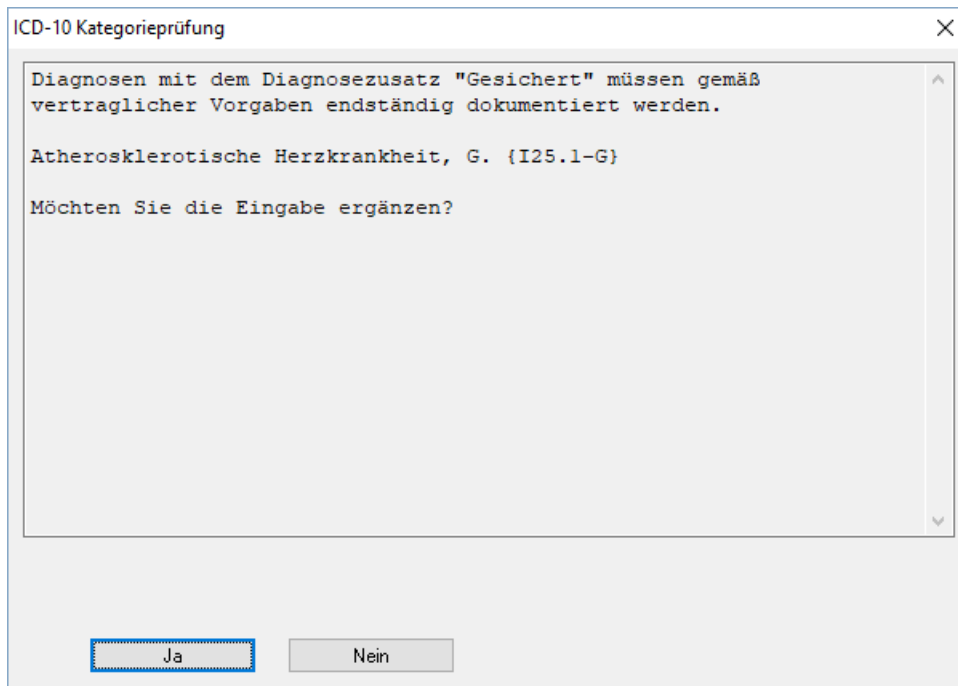 ICD-10 Kategorieprüfung
Diagnosen mit dem Diagnosezusatz "Gesichert" müssen gemäß
vertraglicher Vorgaben endständig dokumentiert werden.
Atherosklerotische Herzkrankheit, G. {I25.1-G}
Möchten Sie die Eingabe ergänzen?
Ja Nein